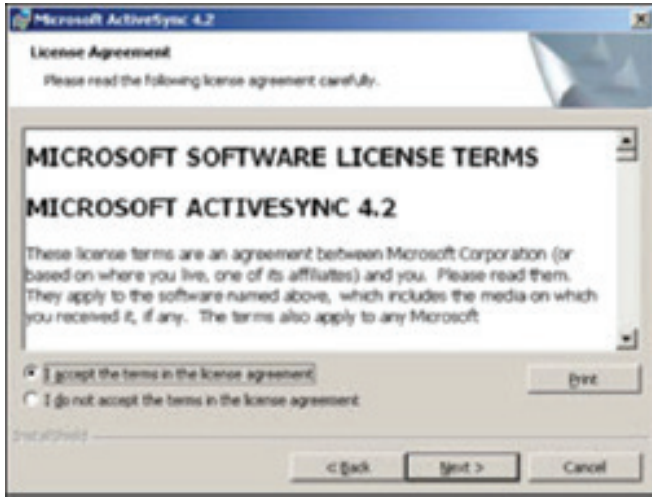 Microsoft ActiveSync 4.2
License Agreement
Please read the following license agreement carefully.
MICROSOFT SOFTWARE LICENSE TERMS
MICROSOFT ACTIVESYNC 4.2
These license terms are an agreement between Microsoft Corporation (or
based on where you live, one of its affiliates) and you. Please read them.
They apply to the software named above, which includes the media on which
you received it, if any. The terms also apply to any Microsoft
I accept the terms in the license agreement
Print
I do not accept the terms in the license agreement
InstallShield
< Back
Next >
Cancel